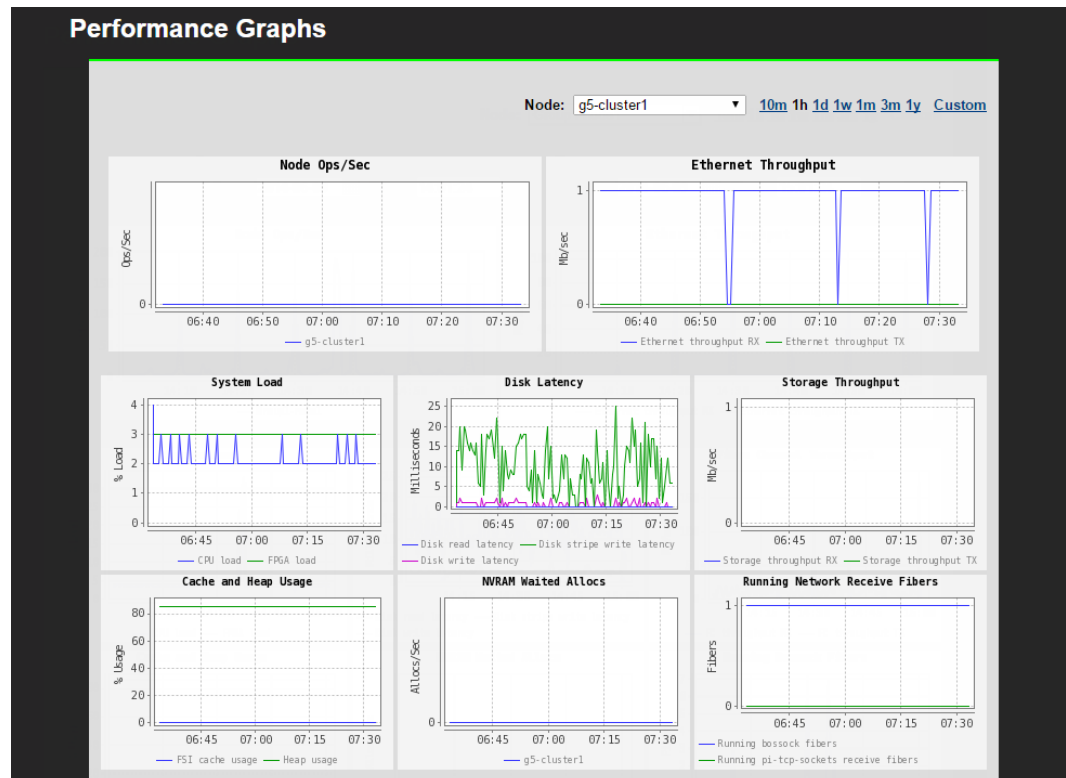 Performance Graphs
Node: g5-cluster1 10m 1h 1d 1w 1m 3m 1y Custom
Node Ops/Sec
Ops/Sec
0
06:40 06:50 07:00 07:10 07:20 07:30
g5-cluster1
Ethernet Throughput
Mb/sec
1
0
06:40 06:50 07:00 07:10 07:20 07:30
Ethernet throughput RX Ethernet throughput TX
System Load
% Load
4
3
2
1
0
06:45 07:00 07:15 07:30
CPU load FPGA load
Disk Latency
Milliseconds
25
20
15
10
5
0
06:45 07:00 07:15 07:30
Disk read latency Disk stripe write latency
Disk write latency
Storage Throughput
Mb/sec
1
0
06:45 07:00 07:15 07:30
Storage throughput RX Storage throughput TX
Cache and Heap Usage
% Usage
80
60
40
20
0
06:45 07:00 07:15 07:30
FSI cache usage Heap usage
NVRAM Waited Allocs
Allocs/Sec
0
06:45 07:00 07:15 07:30
g5-cluster1
Running Network Receive Fibers
Fibers
1
0
06:45 07:00 07:15 07:30
Running bossock fibers
Running pi-tcp-sockets receive fibers